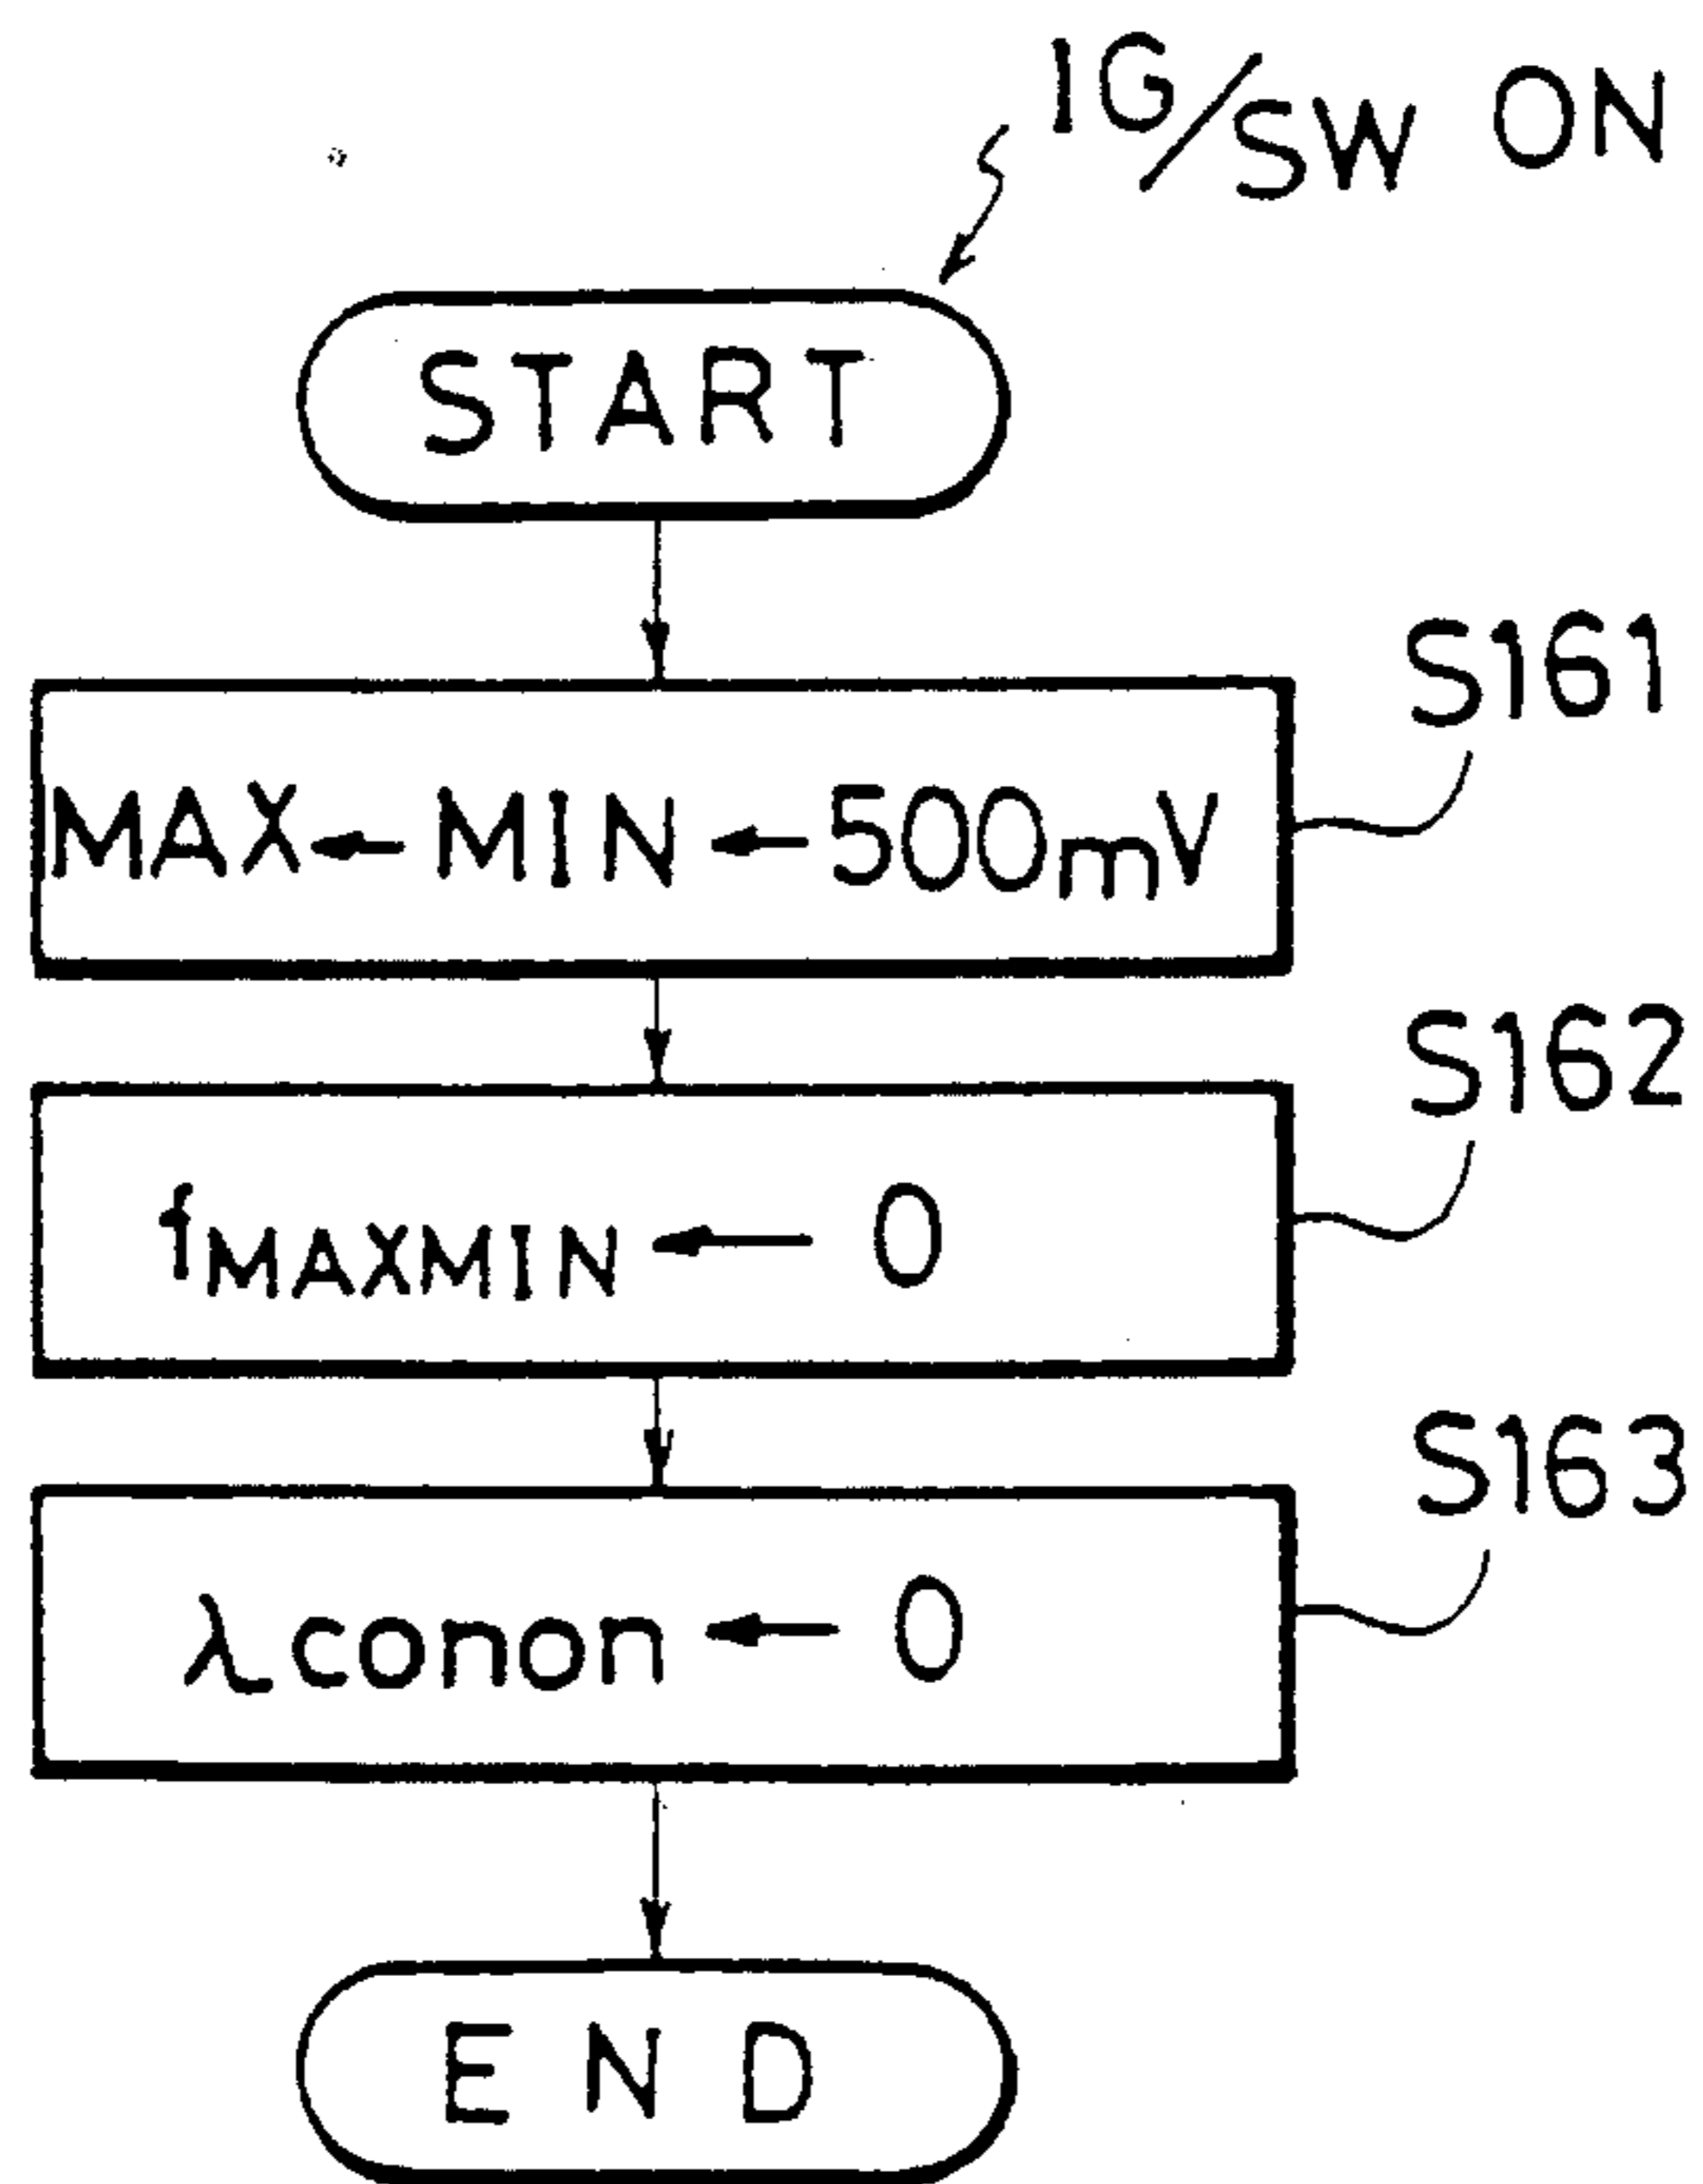 IG/SW ON
START
S161
MAX ← MIN ← 500mV
S162
fMAXMIN ← 0
S163
λconon ← 0
END